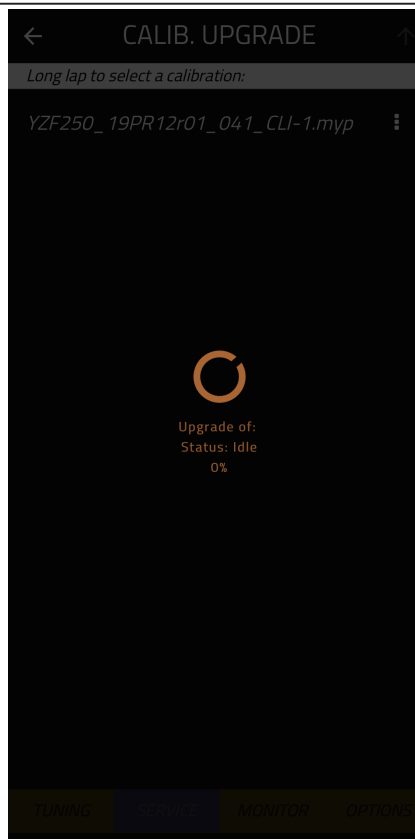 CALIB. UPGRADE
Long lap to select a calibration:
YZF250_19PR12r01_041_CLI-1.myp
Upgrade of:
Status: Idle
0%
TUNING SERVICE MONITOR OPTIONS